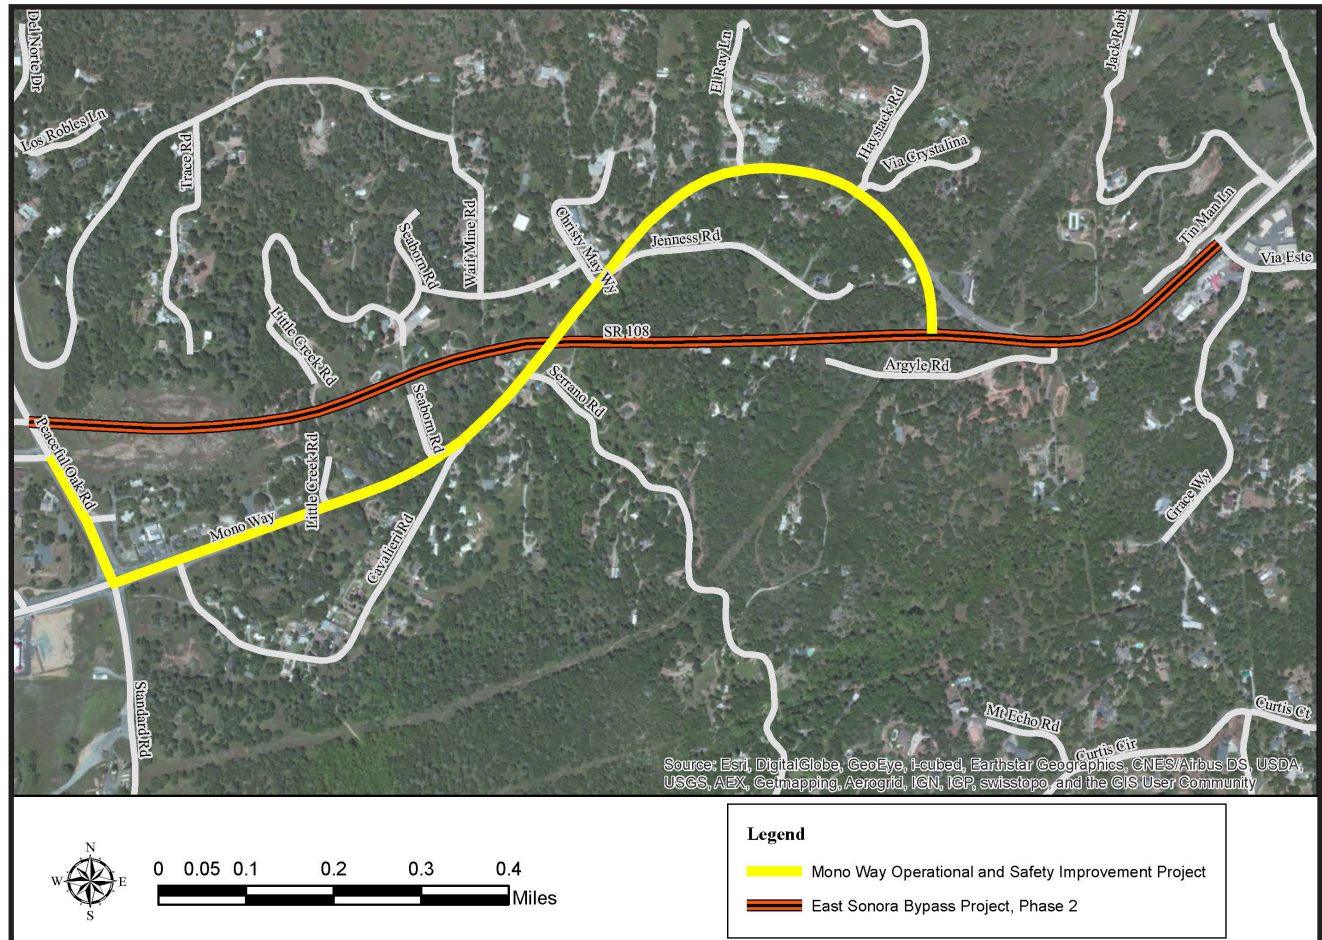 Del Norte Dr
Los Robles Ln
Trace Rd
El Ray Ln
Haystack Rd
Via Crystalina
Jack Rabb
Tin Man Ln
Via Este
Christy May Wy
Waif Mine Rd
Seaborn Rd
Jenness Rd
Little Creek Rd
SR 108
Argyle Rd
Serrano Rd
Seaborn Rd
Peaceful Oak Rd
Little Creek Rd
Mono Way
Cavalieri Rd
Grace Wy
Standard Rd
Mt Echo Rd
Curtis Cir
Curtis Ct
Source: Esri, DigitalGlobe, GeoEye, i-cubed, Earthstar Geographics, CNES/Airbus DS, USDA,
USGS, AEX, Getmapping, Aerogrid, IGN, IGP, swisstopo, and the GIS User Community
N
W E
S
0 0.05 0.1 0.2 0.3 0.4
Miles
Legend
Mono Way Operational and Safety Improvement Project
East Sonora Bypass Project, Phase 2